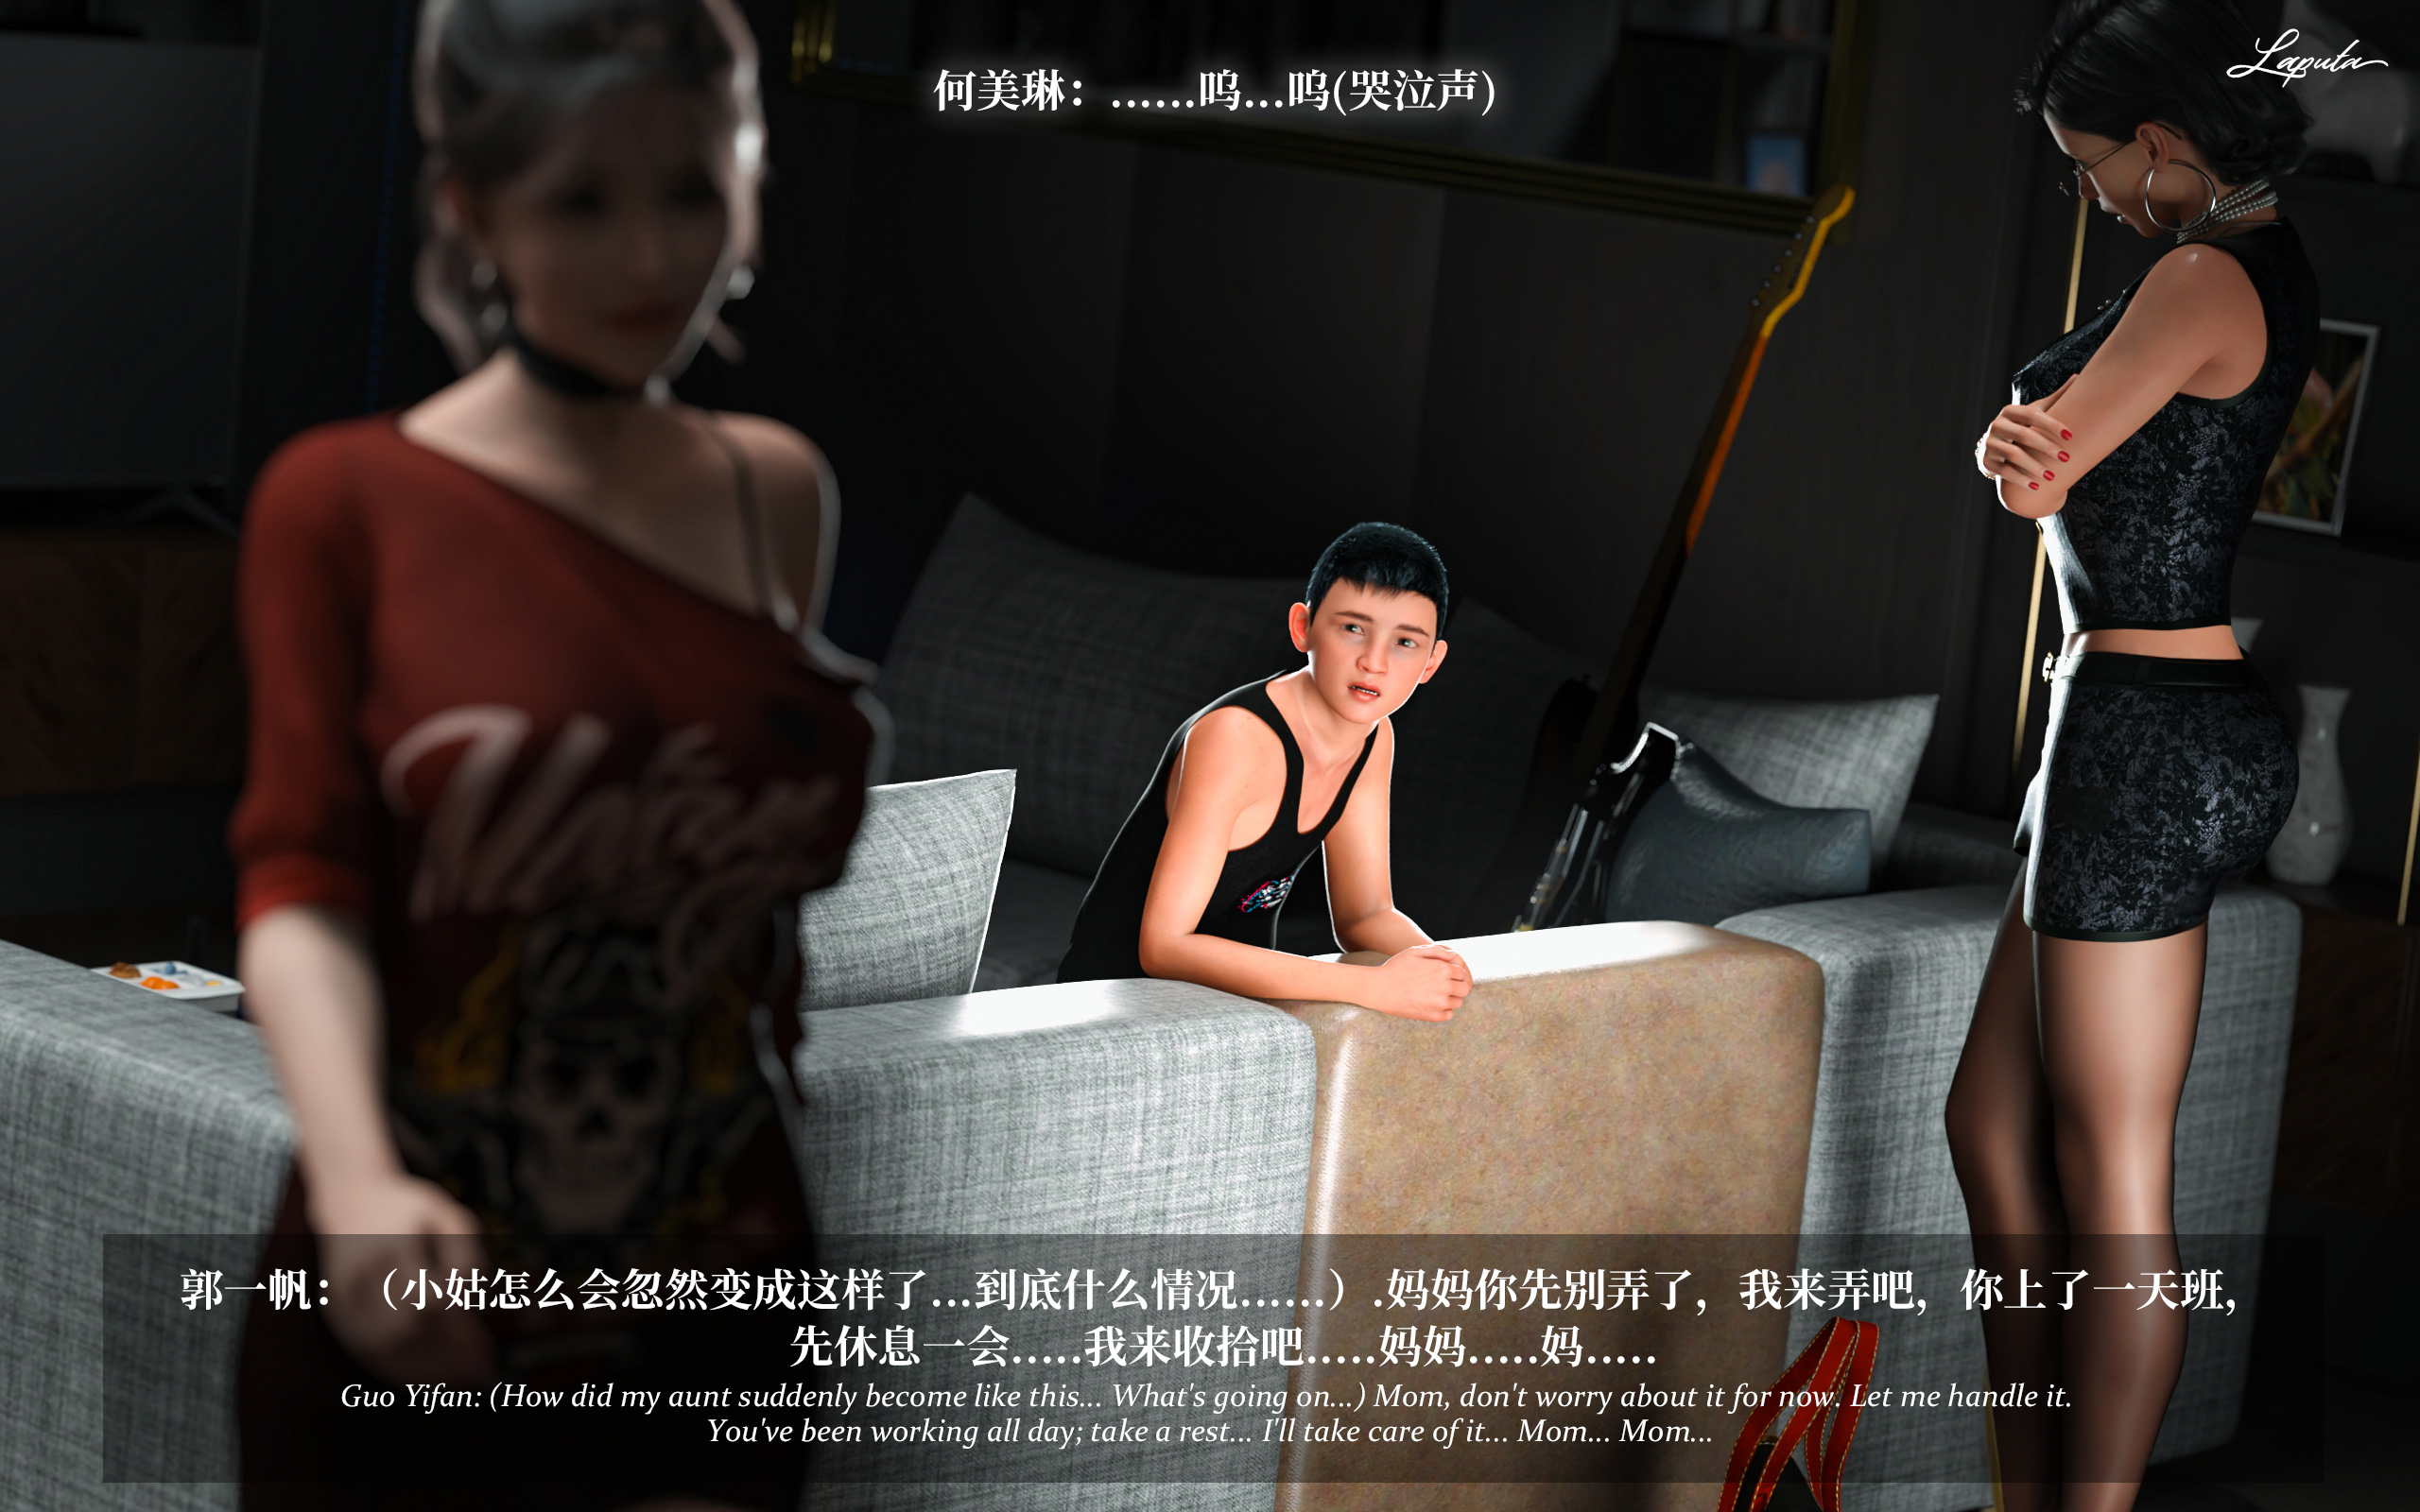 Laputa
何美琳：......呜...呜(哭泣声)
郭一帆：（小姑怎么会忽然变成这样了...到底什么情况......）.妈妈你先别弄了，我来弄吧，你上了一天班，
先休息一会.....我来收拾吧.....妈妈.....妈.....
Guo Yifan: (How did my aunt suddenly become like this... What's going on...) Mom, don't worry about it for now. Let me handle it.
You've been working all day; take a rest... I'll take care of it... Mom... Mom...